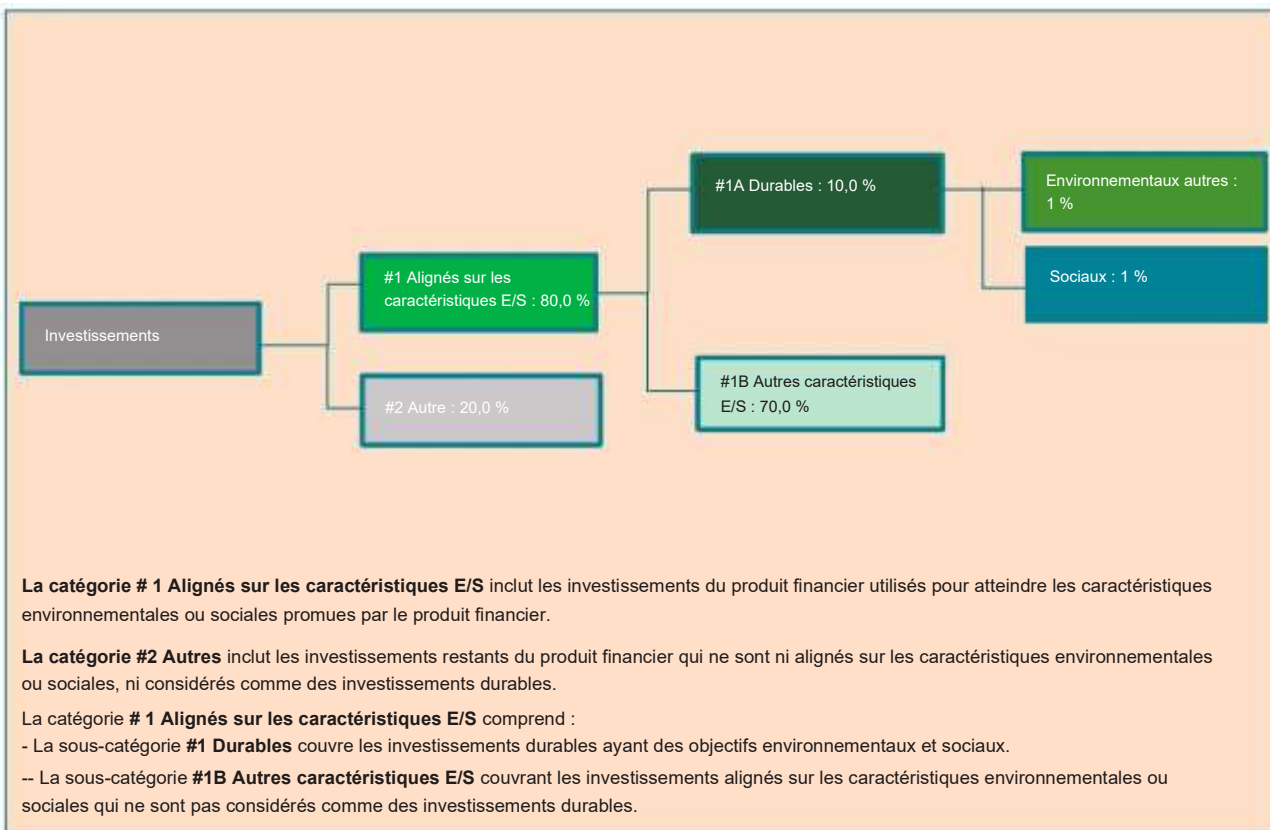 #1A Durables : 10,0 %
Environnementaux autres :
1 %
#1 Alignés sur les
caractéristiques E/S : 80,0 %
Sociaux : 1 %
Investissements
#2 Autre : 20,0 %
#1B Autres caractéristiques
E/S : 70,0 %
La catégorie # 1 Alignés sur les caractéristiques E/S inclut les investissements du produit financier utilisés pour atteindre les caractéristiques
environnementales ou sociales promues par le produit financier.
La catégorie #2 Autres inclut les investissements restants du produit financier qui ne sont ni alignés sur les caractéristiques environnementales
ou sociales, ni considérés comme des investissements durables.
La catégorie # 1 Alignés sur les caractéristiques E/S comprend :
- La sous-catégorie #1 Durables couvre les investissements durables ayant des objectifs environnementaux et sociaux.
-- La sous-catégorie #1B Autres caractéristiques E/S couvrant les investissements alignés sur les caractéristiques environnementales ou
sociales qui ne sont pas considérés comme des investissements durables.